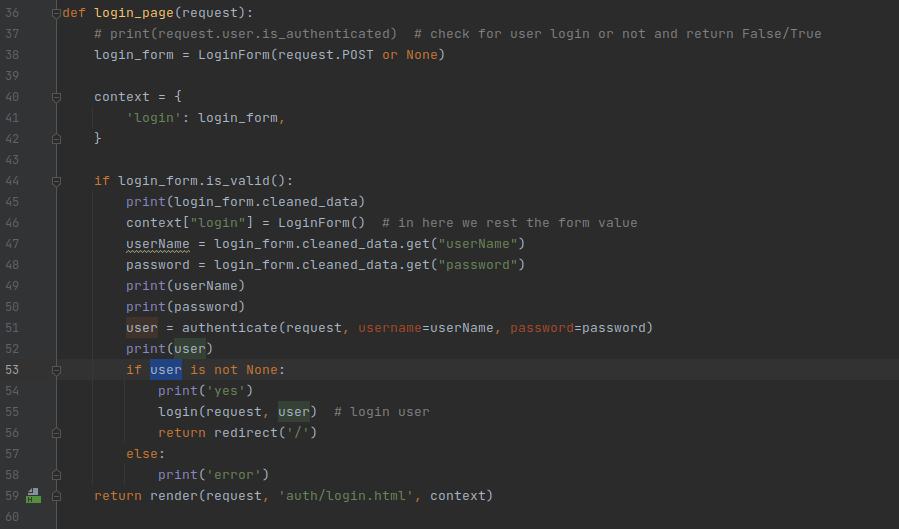 36 def login_page(request):
37     # print(request.user.is_authenticated)  # check for user login or not and return False/True
38     login_form = LoginForm(request.POST or None)
39
40     context = {
41         'login': login_form,
42     }
43
44     if login_form.is_valid():
45         print(login_form.cleaned_data)
46         context["login"] = LoginForm()  # in here we rest the form value
47         userName = login_form.cleaned_data.get("userName")
48         password = login_form.cleaned_data.get("password")
49         print(userName)
50         print(password)
51         user = authenticate(request, username=userName, password=password)
52         print(user)
53         if user is not None:
54             print('yes')
55             login(request, user)  # login user
56             return redirect('/')
57         else:
58             print('error')
59     return render(request, 'auth/login.html', context)
60